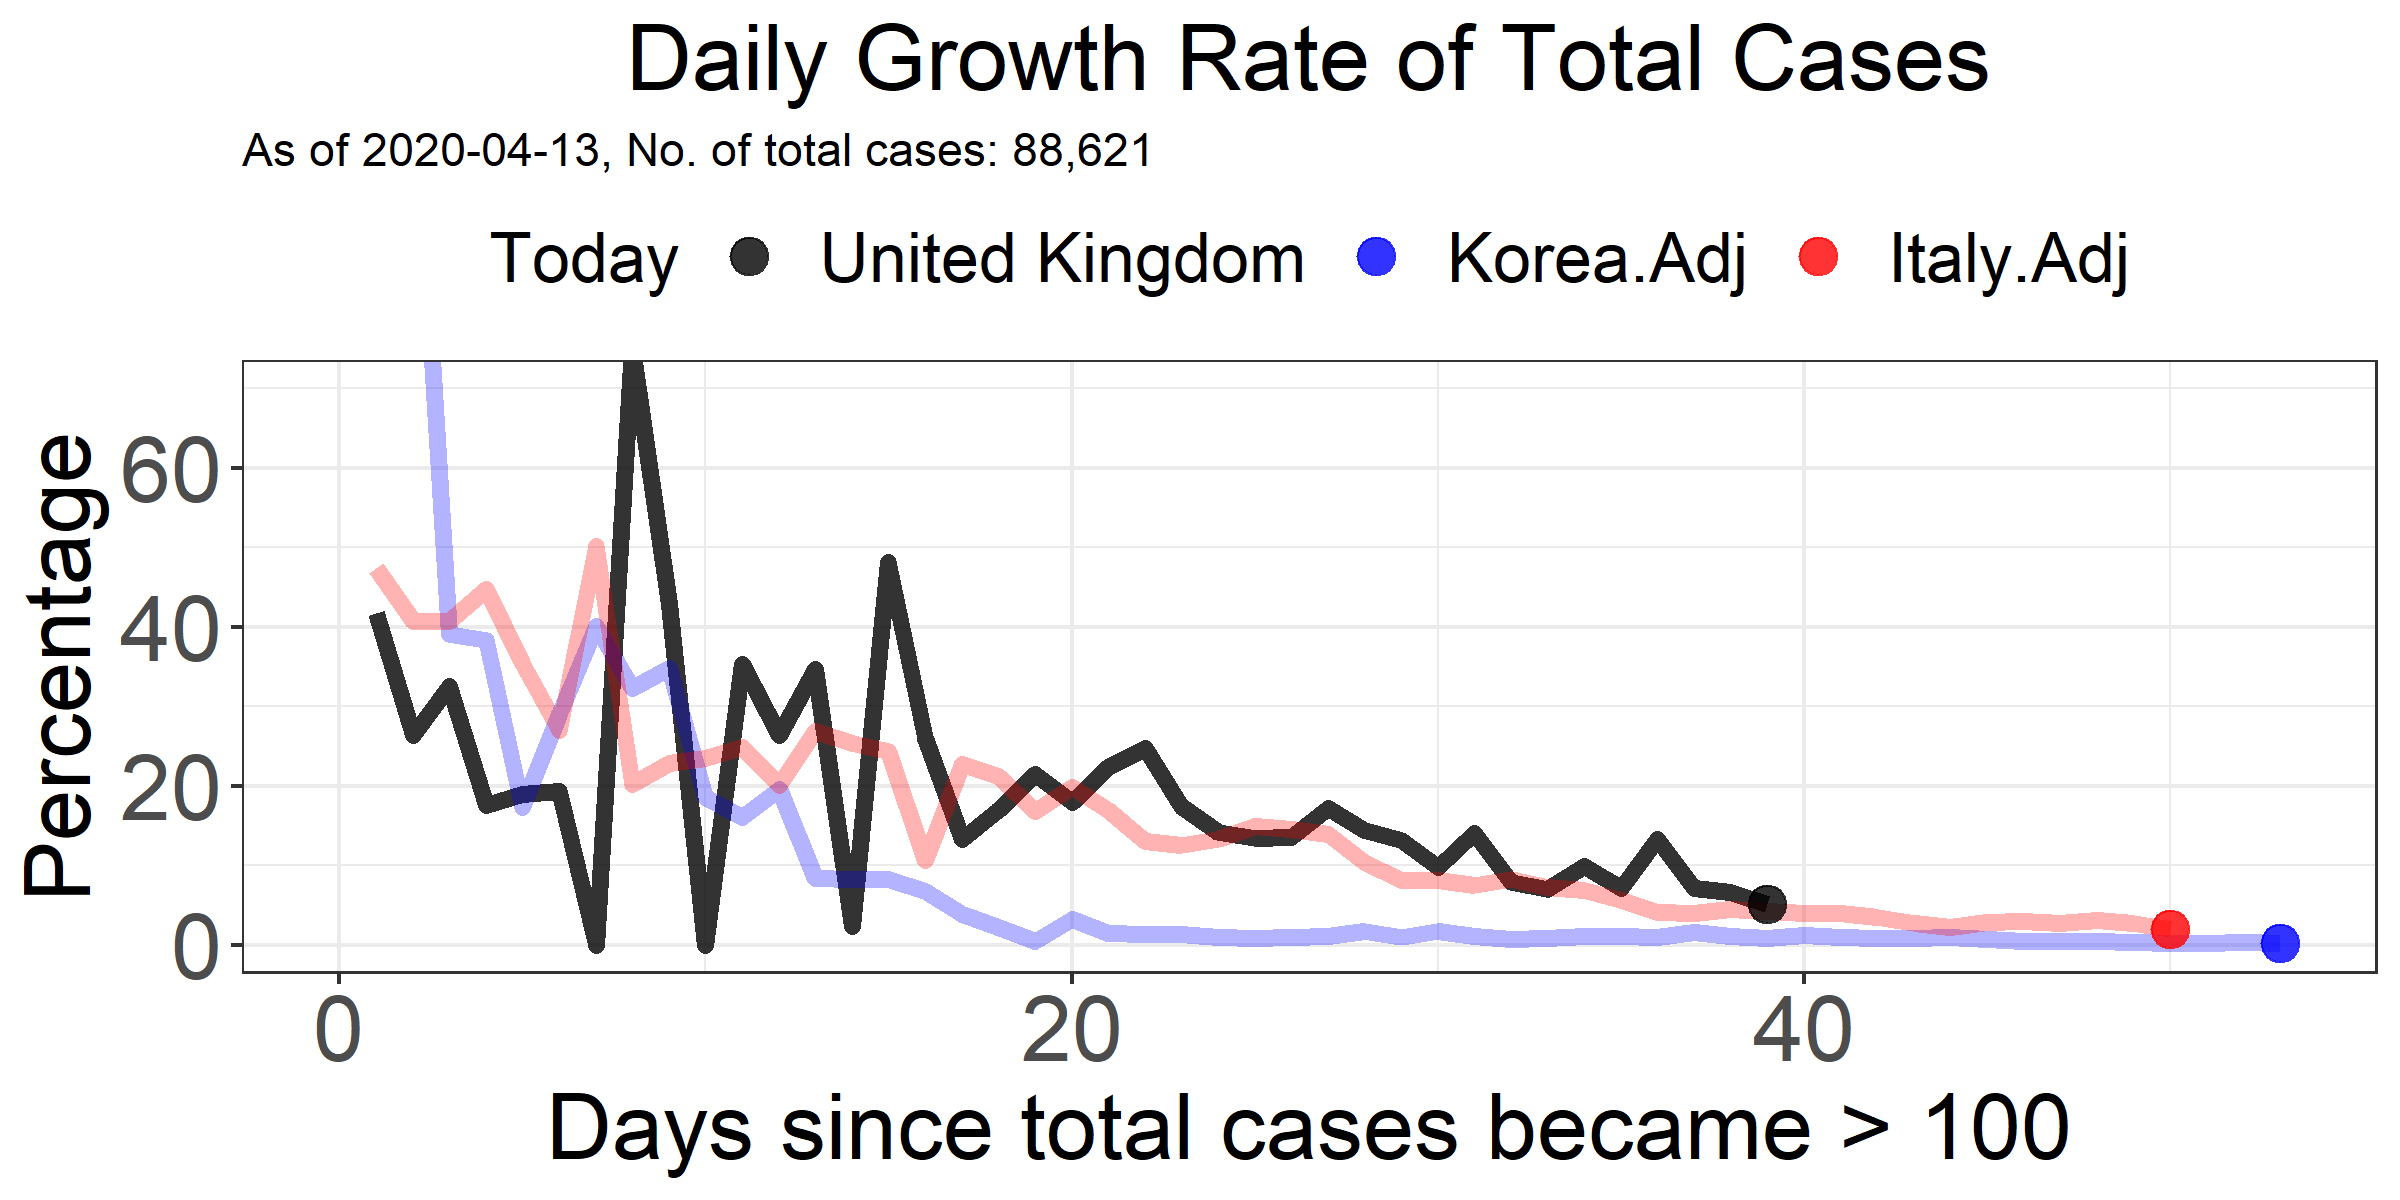 Daily Growth Rate of Total Cases
As of 2020-04-13, No. of total cases: 88,621
Today United Kingdom Korea.Adj Italy.Adj
Percentage
60
40
20
0
0 20 40
Days since total cases became > 100